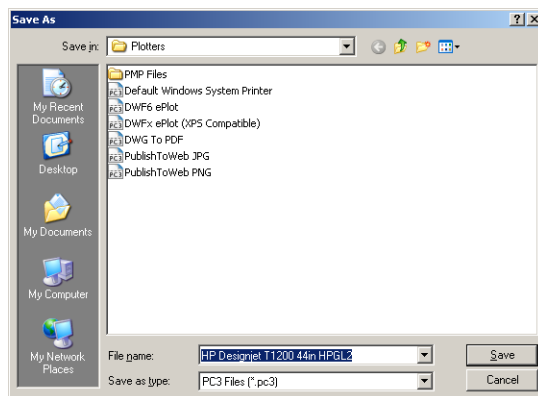 Save As
Save in:
Plotters
PMP Files
Default Windows System Printer
DWF6 ePlot
DWFx ePlot (XPS Compatible)
DWG To PDF
PublishToWeb JPG
PublishToWeb PNG
My Recent
Documents
Desktop
My Documents
My Computer
My Network
Places
File name:
HP Designjet T1200 44in HPGL2
Save
Save as type:
PC3 Files (*.pc3)
Cancel